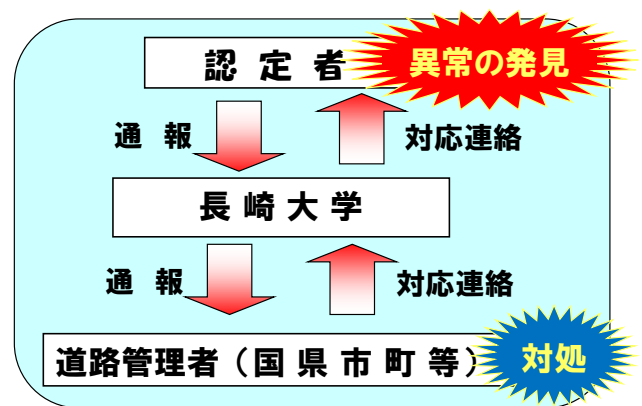 認定者
異常の発見
通報
対応連絡
長崎大学
通報
対応連絡
道路管理者（国県市町等）
対処